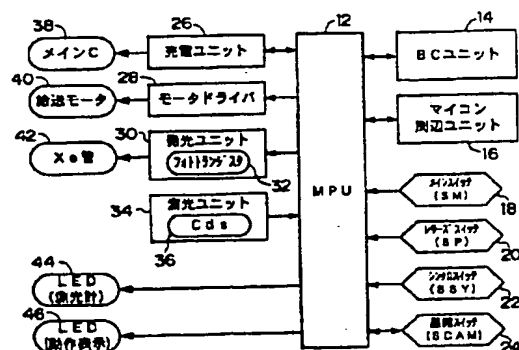 38
メインC
26
充電ユニット
12
MPU
14
BCユニット
40
給送モータ
28
モータドライバ
42
Xe管
30
発光ユニット
フォトトランジスタ
32
マイコン
周辺ユニット
16
34
測光ユニット
Cds
36
メインスイッチ
(SM)
18
レリーズスイッチ
(SP)
20
44
LED
(測光計)
シンクロスイッチ
(SSY)
22
46
LED
(動作表示)
(SCAM)
24